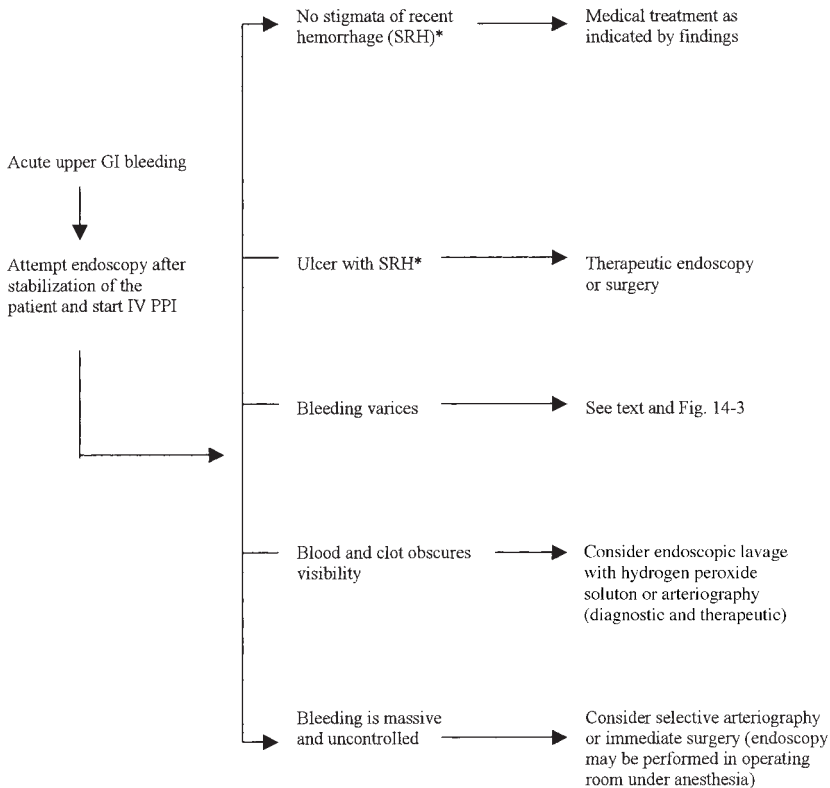 Acute upper GI bleeding
Attempt endoscopy after
stabilization of the
patient and start IV PPI
No stigmata of recent
hemorrhage (SRH)*
Medical treatment as
indicated by findings
Ulcer with SRH*
Therapeutic endoscopy
or surgery
Bleeding varices
See text and Fig. 14-3
Blood and clot obscures
visibility
Consider endoscopic lavage
with hydrogen peroxide
soluton or arteriography
(diagnostic and therapeutic)
Bleeding is massive
and uncontrolled
Consider selective arteriography
or immediate surgery (endoscopy
may be performed in operating
room under anesthesia)